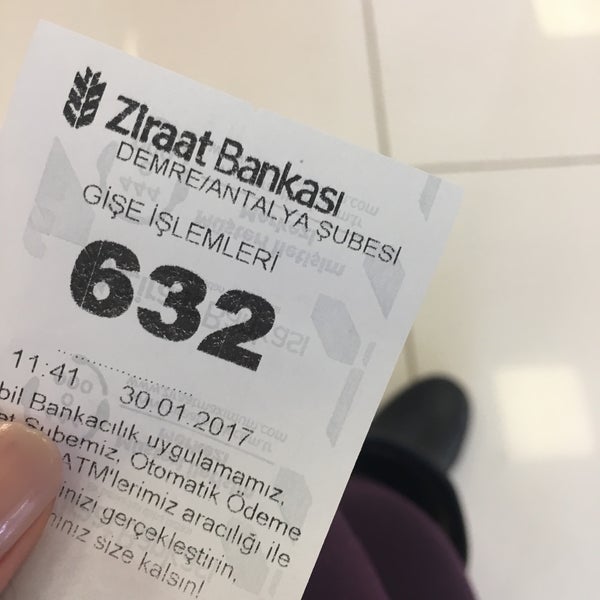 Ziraat Bankası
DEMRE/ANTALYA ŞUBESİ
GİŞE İŞLEMLERİ
632
11:41 30.01.2017
bil Bankacılık uygulamamız,
et Şubemiz, Otomatik Ödeme
ATM'lerimiz aracılığı ile
inizi gerçekleştirin,
nınız size kalsın!